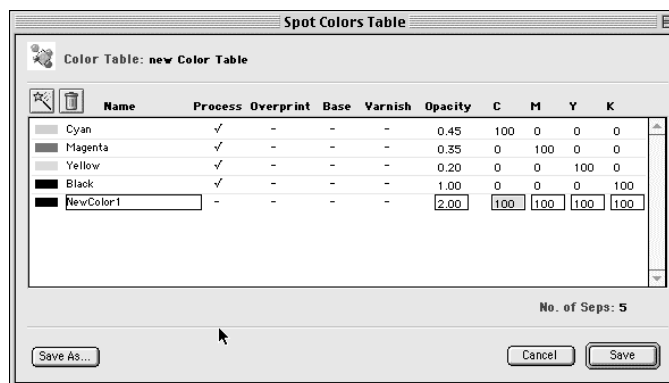 Spot Colors Table
Color Table: new Color Table
Name Process Overprint Base Varnish Opacity C M Y K
Cyan √ - - - 0.45 100 0 0 0
Magenta √ - - - 0.35 0 100 0 0
Yellow √ - - - 0.20 0 0 100 0
Black √ - - - 1.00 0 0 0 100
NewColor1 - - - - 2.00 100 100 100 100
No. of Seps: 5
Save As... Cancel Save